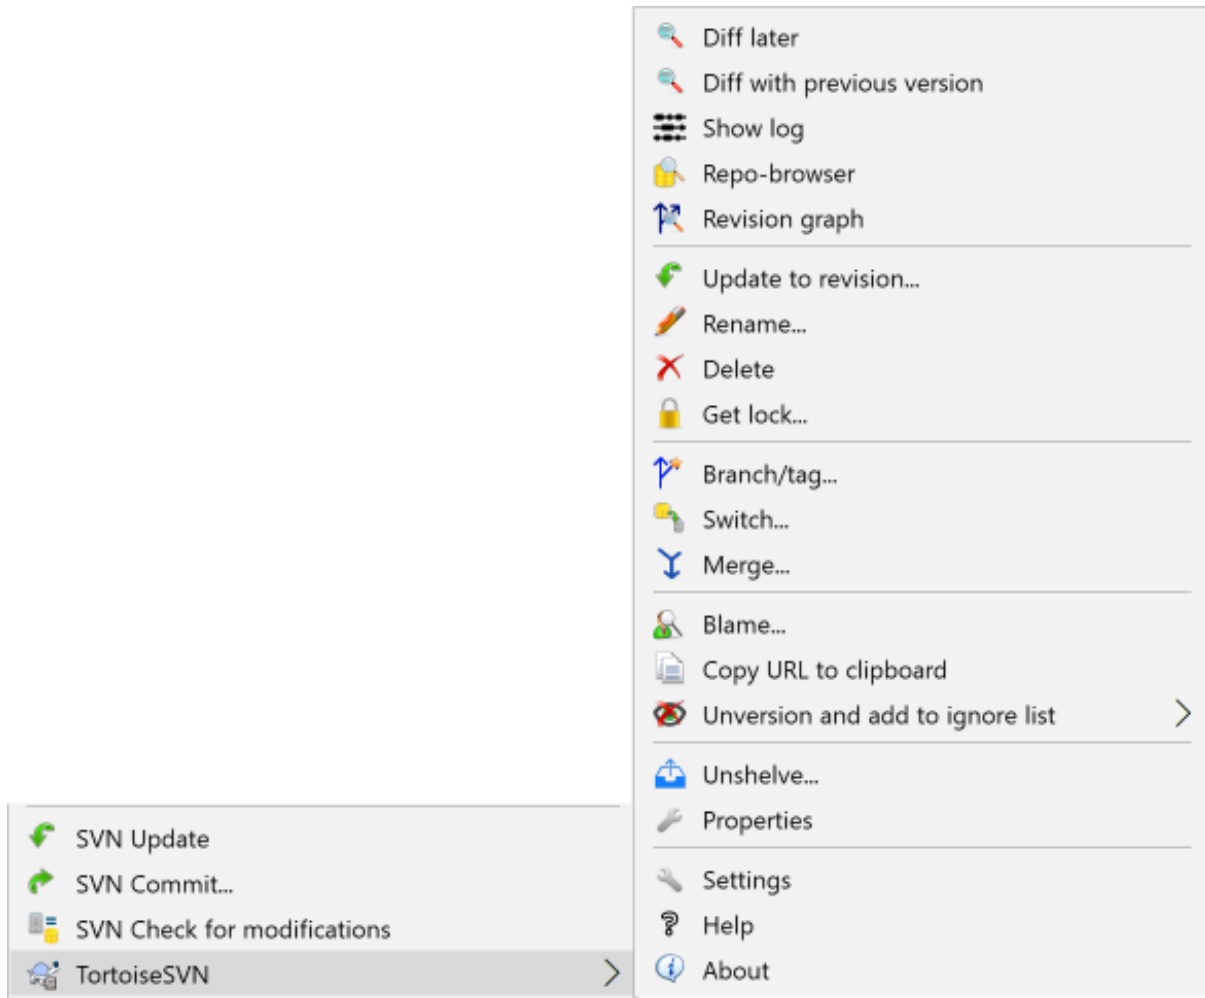 Diff later
Diff with previous version
Show log
Repo-browser
Revision graph
Update to revision...
Rename...
Delete
Get lock...
Branch/tag...
Switch...
Merge...
Blame...
Copy URL to clipboard
Unversion and add to ignore list
Unshelve...
Properties
Settings
Help
About
SVN Update
SVN Commit...
SVN Check for modifications
TortoiseSVN